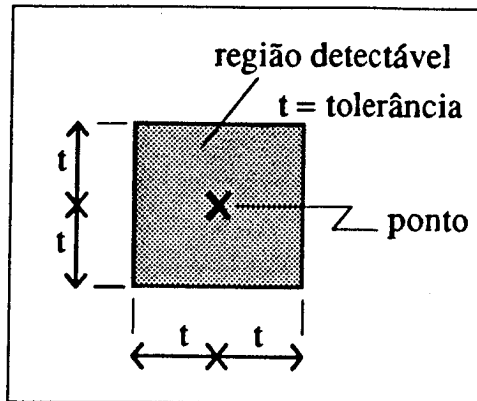 região detectável
t = tolerância
t
t
ponto
t
t